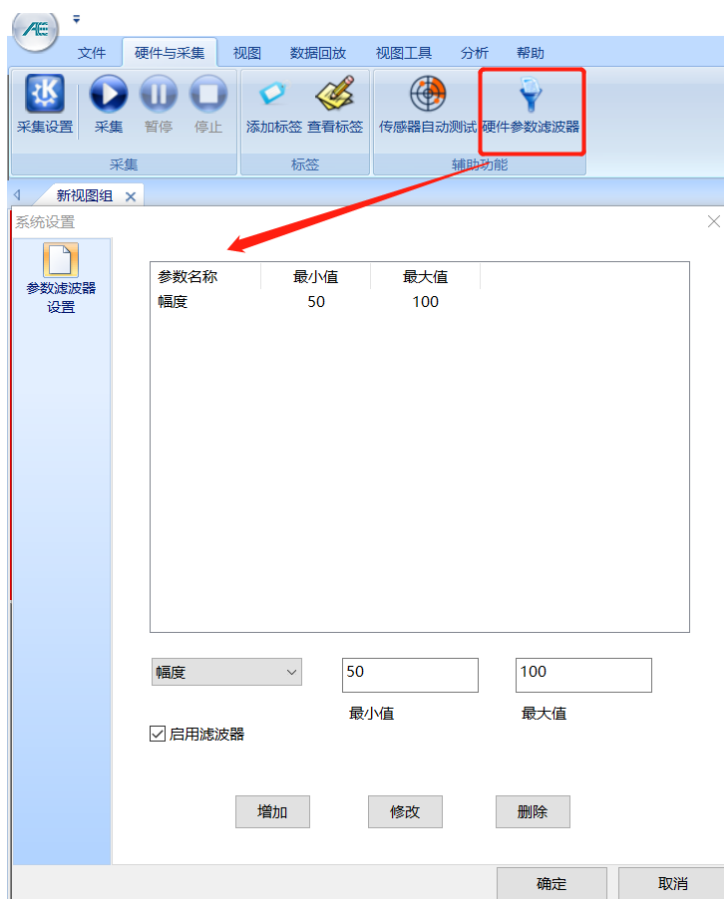 AE
文件 硬件与采集 视图 数据回放 视图工具 分析 帮助
采集设置 采集 暂停 停止 添加标签 查看标签 传感器自动测试 硬件参数滤波器
采集 标签 辅助功能
新视图组
系统设置
参数滤波器
设置
参数名称 最小值 最大值
幅度 50 100
幅度 50 100
最小值 最大值
启用滤波器
增加 修改 删除
确定 取消